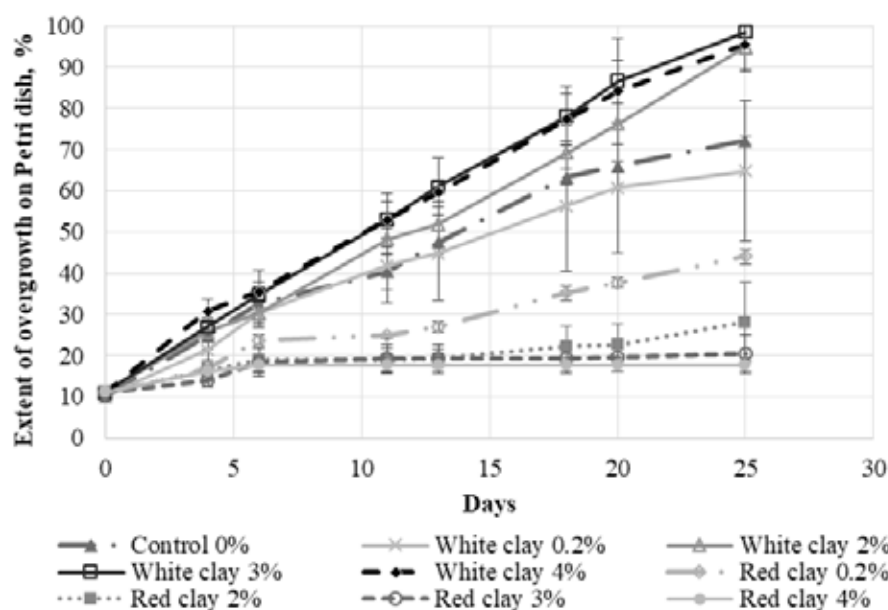 Extent of overgrowth on Petri dish, %
100
90
80
70
60
50
40
30
20
10
0
0 5 10 15 20 25 30
Days
Control 0% White clay 0.2% White clay 2%
White clay 3% White clay 4% Red clay 0.2%
Red clay 2% Red clay 3% Red clay 4%